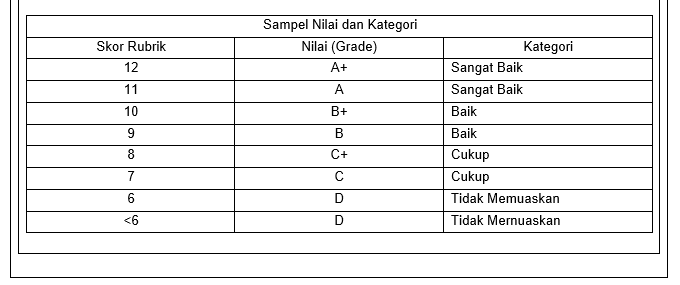 Sampel Nilai dan Kategori
Skor Rubrik Nilai (Grade) Kategori
12 A+ Sangat Baik
11 A Sangat Baik
10 B+ Baik
9 B Baik
8 C+ Cukup
7 C Cukup
6 D Tidak Memuaskan
<6 D Tidak Mernuaskan